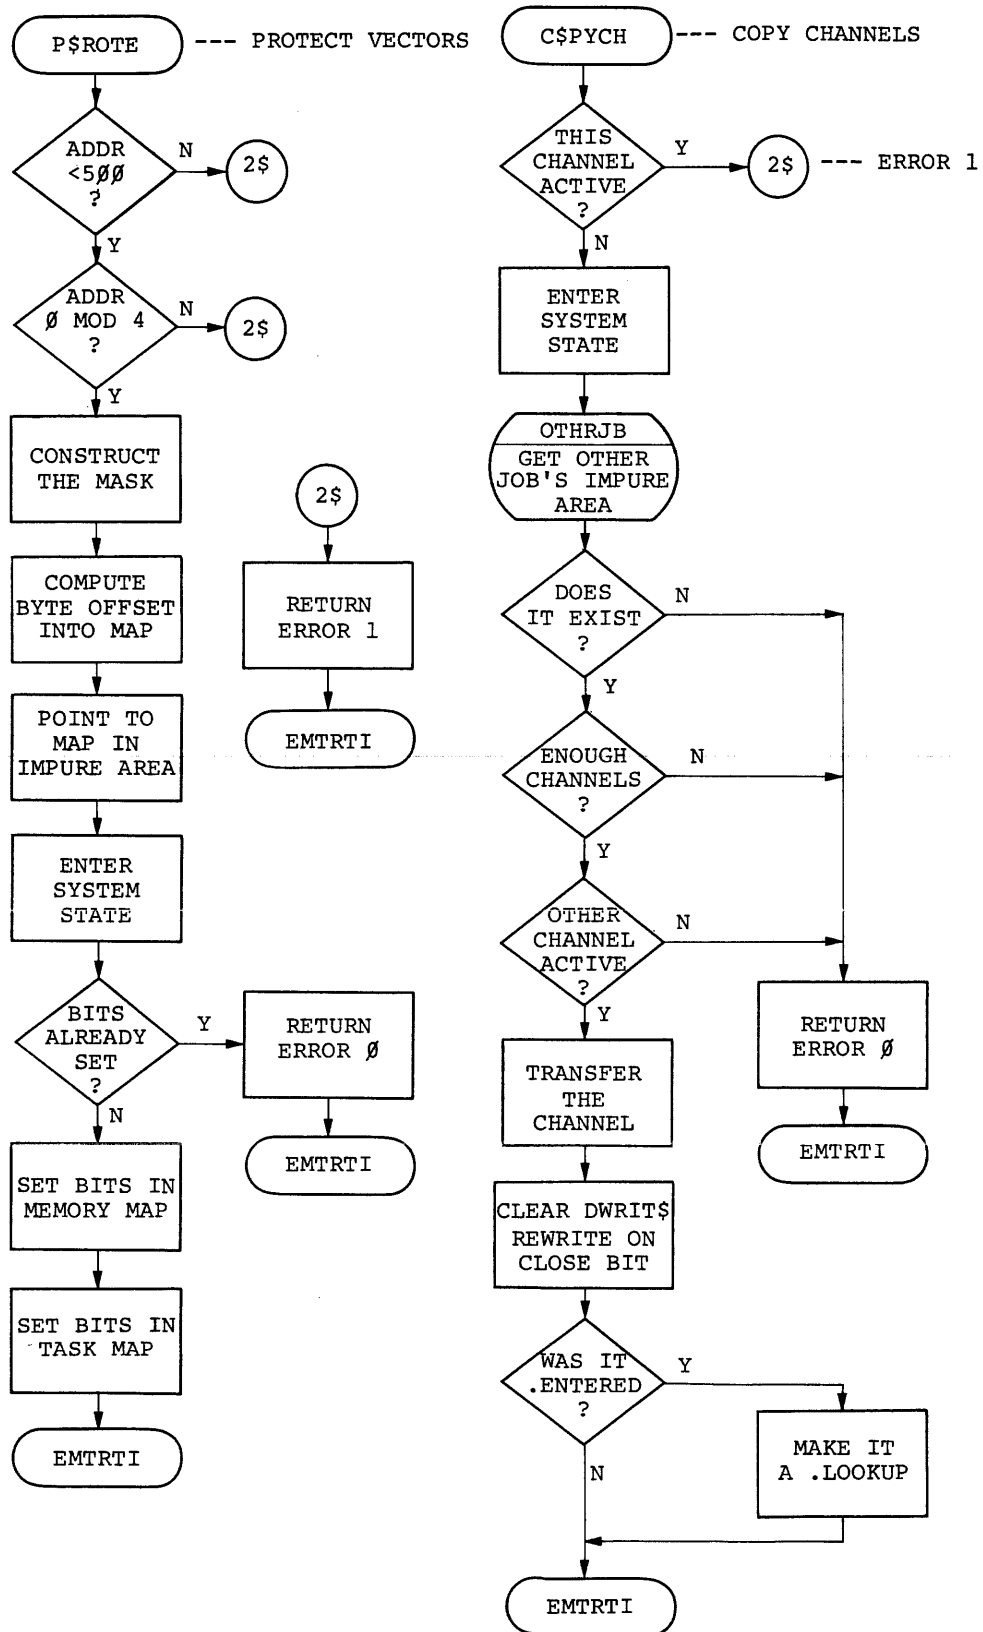 P$ROTE
--- PROTECT VECTORS
ADDR
<5ØØ
?
N
2$
Y
ADDR
Ø MOD 4
?
N
2$
Y
CONSTRUCT
THE MASK
COMPUTE
BYTE OFFSET
INTO MAP
POINT TO
MAP IN
IMPURE AREA
ENTER
SYSTEM
STATE
BITS
ALREADY
SET
?
Y
RETURN
ERROR Ø
EMTRTI
N
SET BITS IN
MEMORY MAP
SET BITS IN
TASK MAP
EMTRTI
2$
RETURN
ERROR 1
EMTRTI
C$PYCH
--- COPY CHANNELS
THIS
CHANNEL
ACTIVE
?
Y
2$
--- ERROR 1
N
ENTER
SYSTEM
STATE
OTHRJB
GET OTHER
JOB'S IMPURE
AREA
DOES
IT EXIST
?
N
Y
ENOUGH
CHANNELS
?
N
Y
OTHER
CHANNEL
ACTIVE
?
N
Y
RETURN
ERROR Ø
EMTRTI
TRANSFER
THE
CHANNEL
CLEAR DWRIT$
REWRITE ON
CLOSE BIT
WAS IT
.ENTERED
?
Y
MAKE IT
A .LOOKUP
N
EMTRTI